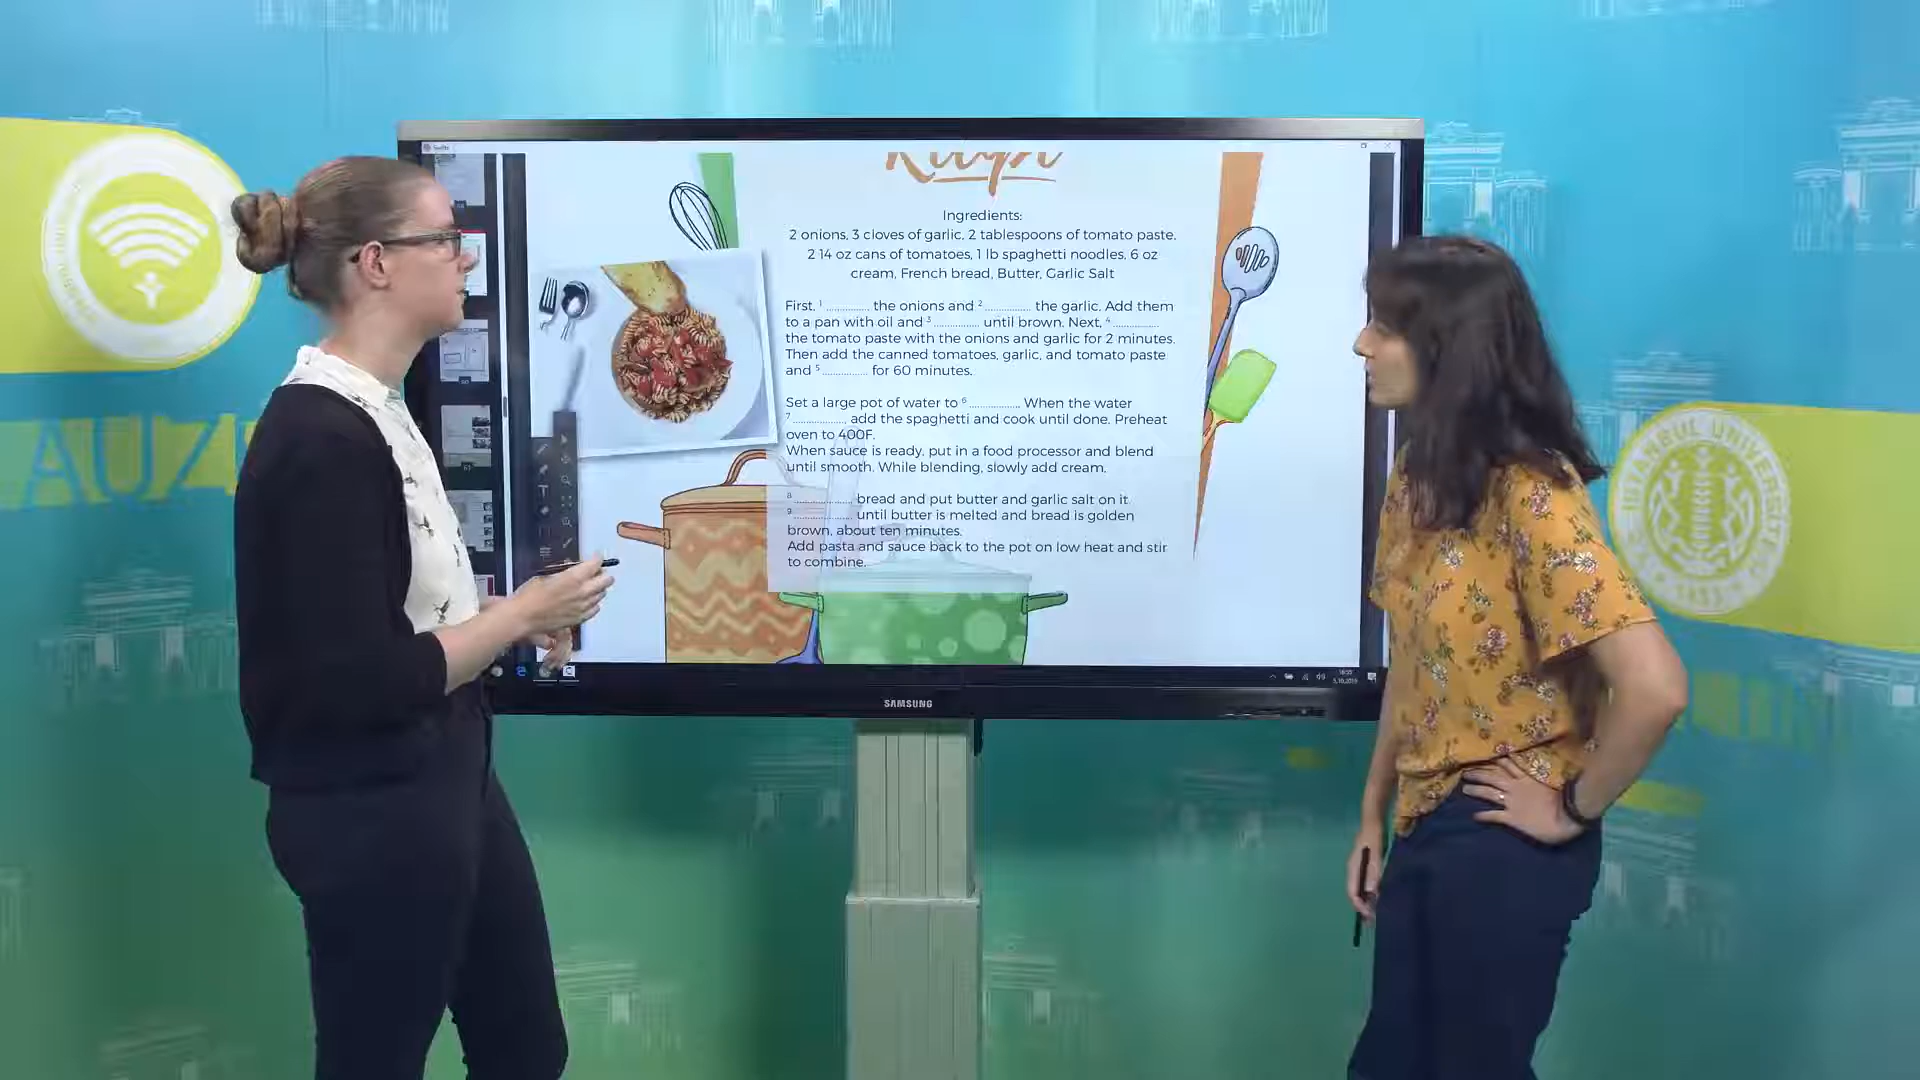 Ingredients:
2 onions, 3 cloves of garlic, 2 tablespoons of tomato paste,
2 14 oz cans of tomatoes, 1 lb spaghetti noodles, 6 oz
cream, French bread, Butter, Garlic Salt
First, 1 ............... the onions and 2 ............... the garlic. Add them
to a pan with oil and 3 ............... until brown. Next, 4 ...............
the tomato paste with the onions and garlic for 2 minutes.
Then add the canned tomatoes, garlic, and tomato paste
and 5 ............... for 60 minutes.
Set a large pot of water to 6 ................. When the water
7 .................. add the spaghetti and cook until done. Preheat
oven to 400F.
When sauce is ready, put in a food processor and blend
until smooth. While blending, slowly add cream.
8 ................... bread and put butter and garlic salt on it.
9 ................... until butter is melted and bread is golden
brown, about ten minutes.
Add pasta and sauce back to the pot on low heat and stir
to combine.
SAMSUNG
AUZ
ISTANBUL UNIVERSI
1453